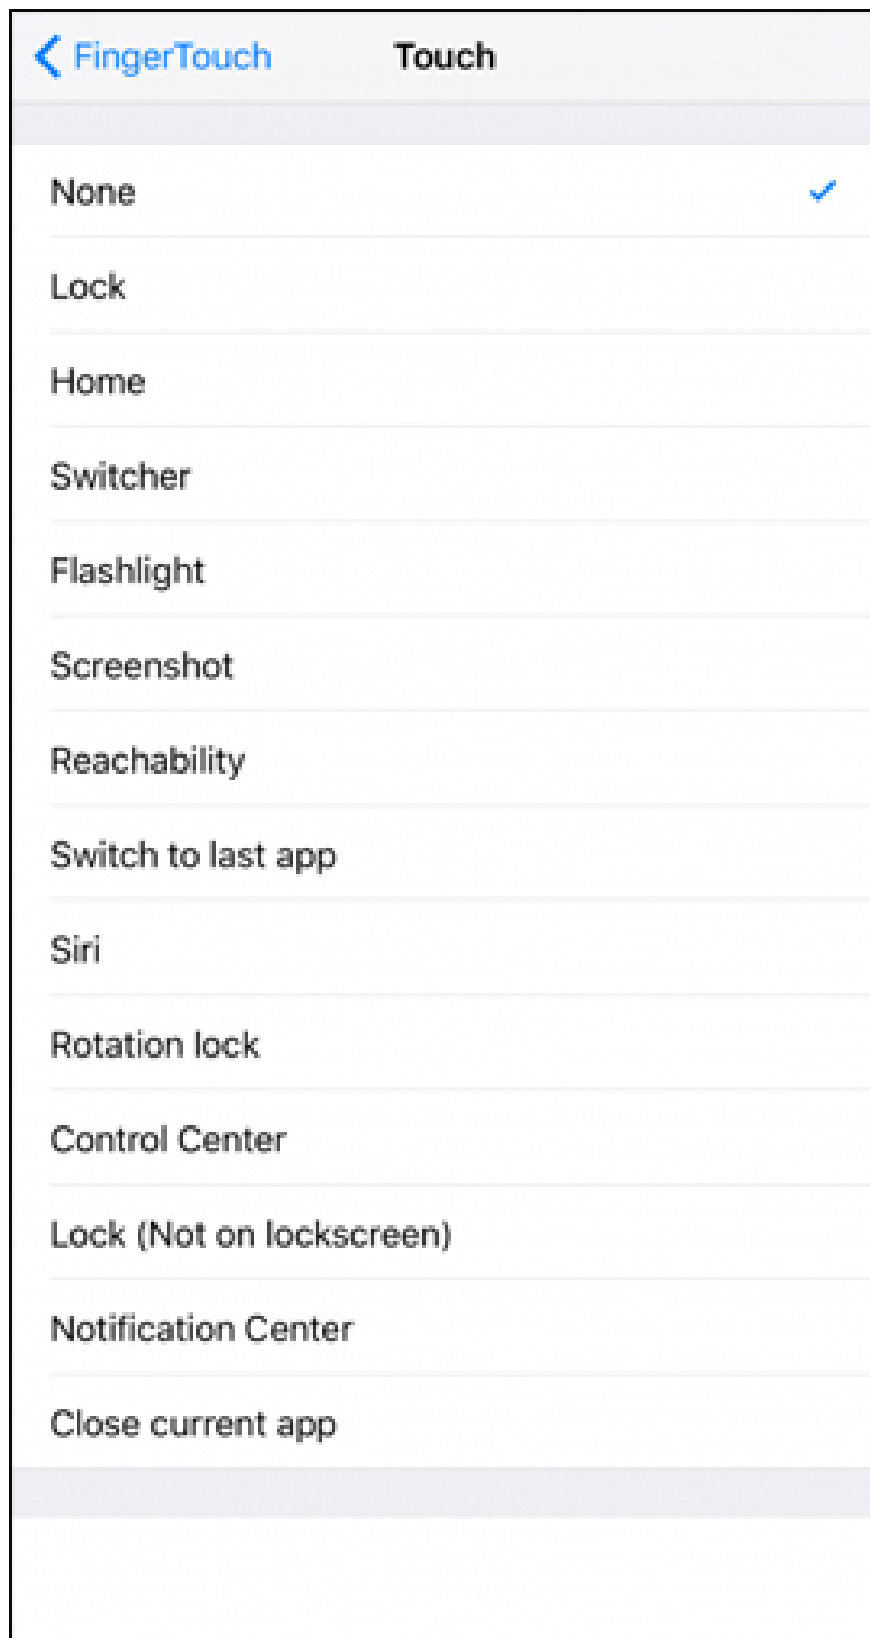 FingerTouch Touch
None
Lock
Home
Switcher
Flashlight
Screenshot
Reachability
Switch to last app
Siri
Rotation lock
Control Center
Lock (Not on lockscreen)
Notification Center
Close current app